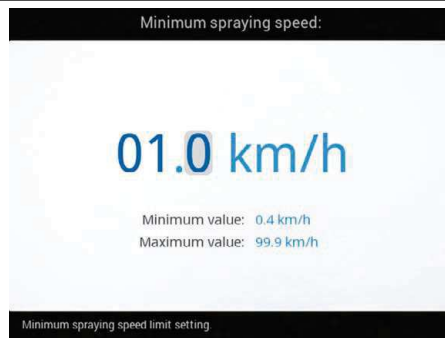 Minimum spraying speed:
01.0 km/h
Minimum value: 0.4 km/h
Maximum value: 99.9 km/h
Minimum spraying speed limit setting.